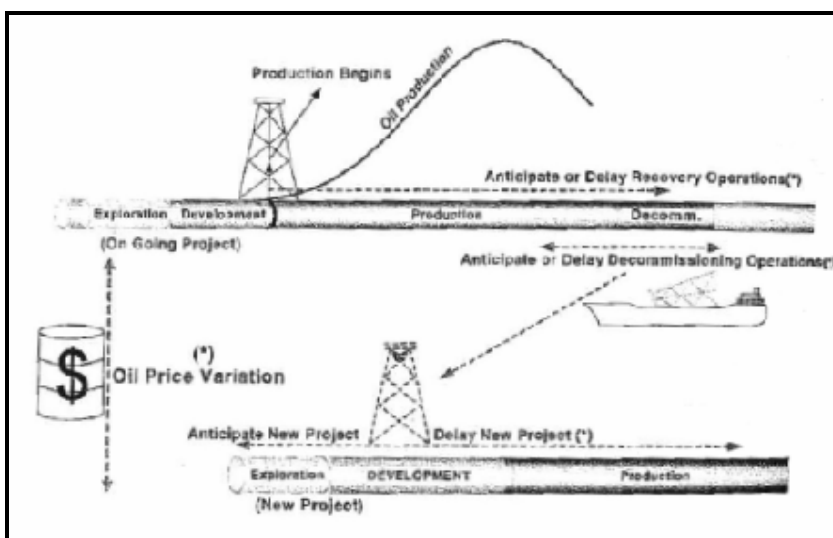 Production Begins
Oil Production
Anticipate or Delay Recovery Operations(*)
Exploration Development Production Decomm.
(On Going Project)
Anticipate or Delay Decommissioning Operations(*)
$
(*)
Oil Price Variation
Anticipate New Project Delay New Project (*)
Exploration DEVELOPMENT Production
(New Project)